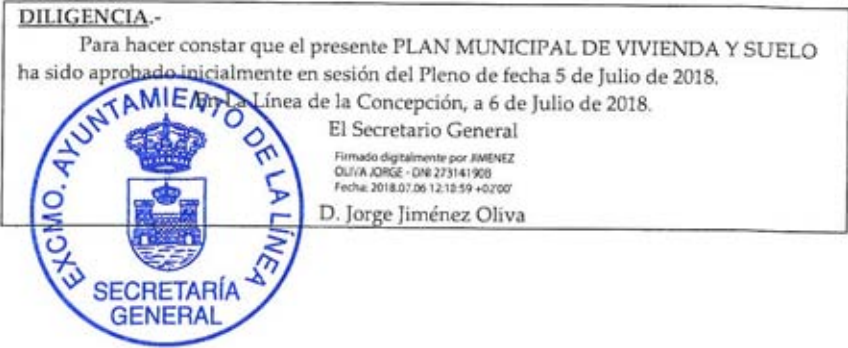 DILIGENCIA.-
Para hacer constar que el presente PLAN MUNICIPAL DE VIVIENDA Y SUELO
ha sido aprobado inicialmente en sesión del Pleno de fecha 5 de Julio de 2018.
En La Línea de la Concepción, a 6 de Julio de 2018.
El Secretario General
Firmado digitalmente por JIMENEZ
OLIVA JORGE - DNI 27314190B
Fecha: 2018.07.06 12:18:59 +02'00'
D. Jorge Jiménez Oliva
EXCMO. AYUNTAMIENTO DE LA LÍNEA
SECRETARÍA
GENERAL